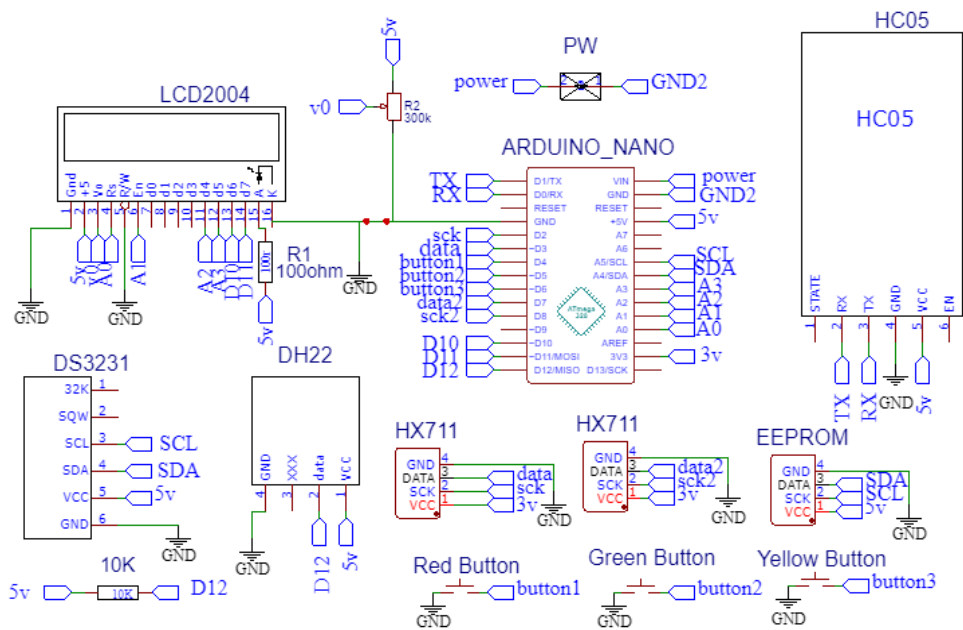 HC05
5v
PW
power
GND2
LCD2004
v0
R2
300k
HC05
ARDUINO_NANO
Gnd
+5
Vo
Rs
R/W
En
d0
d1
d2
d3
d4
d5
d6
d7
A
K
1
2
3
4
5
6
7
8
9
10
11
12
13
14
15
16
5v
V0
A0
A1
A2
A3
D10
D11
100r
R1
100ohm
5v
GND
GND
GND
TX
RX
sck
data
button1
button2
button3
data2
sck2
D10
D11
D12
D1/TX
D0/RX
RESET
GND
D2
~D3
D4
~D5
~D6
D7
D8
~D9
~D10
~D11/MOSI
D12/MISO
VIN
GND
RESET
+5V
A7
A6
A5/SCL
A4/SDA
A3
A2
A1
A0
AREF
3V3
D13/SCK
ATmega
328
power
GND2
5v
SCL
SDA
A3
A2
A1
A0
3v
STATE
RX
TX
GND
VCC
EN
1
2
3
4
5
6
TX
RX
GND
5v
DS3231
32K
1
SQW
2
SCL
3
SCL
SDA
4
SDA
VCC
5
5v
GND
6
GND
DH22
GND
XXX
data
VCC
4
3
2
1
GND
D12
5v
HX711
GND
4
DATA
3
data
SCK
2
sck
VCC
1
3v
GND
HX711
GND
4
DATA
3
data2
SCK
2
sck2
VCC
1
3v
GND
EEPROM
GND
4
DATA
3
SDA
SCK
2
SCL
VCC
1
5v
GND
10K
5v
10K
D12
Red Button
button1
GND
Green Button
button2
GND
Yellow Button
button3
GND